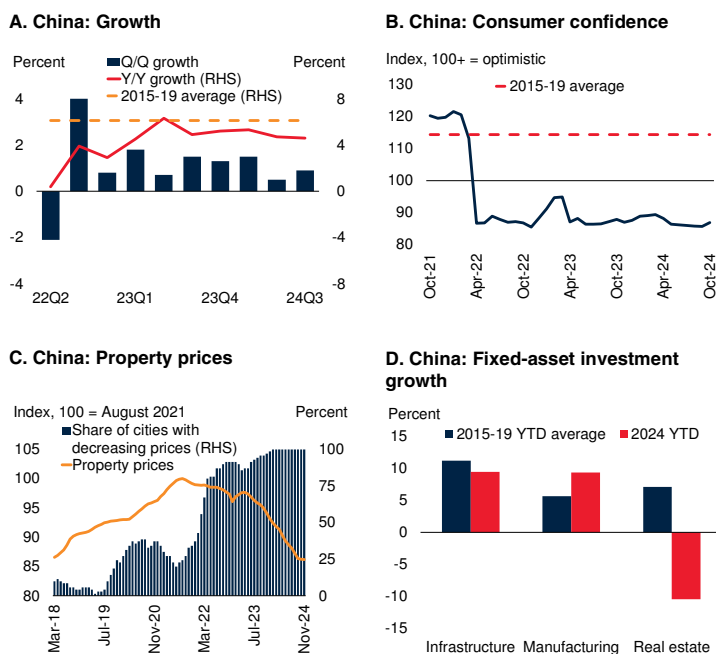 A. China: Growth
Percent
Q/Q growth
Y/Y growth (RHS)
2015-19 average (RHS)
Percent
4
2
0
-2
-4
8
4
0
-4
-8
22Q2
23Q1
23Q4
24Q3
B. China: Consumer confidence
Index, 100+ = optimistic
2015-19 average
130
120
110
100
90
80
Oct-21
Apr-22
Oct-22
Apr-23
Oct-23
Apr-24
Oct-24
C. China: Property prices
Index, 100 = August 2021
Percent
Share of cities with
decreasing prices (RHS)
Property prices
105
100
95
90
85
80
100
75
50
25
0
Mar-18
Jul-19
Nov-20
Mar-22
Jul-23
Nov-24
D. China: Fixed-asset investment
growth
Percent
2015-19 YTD average
2024 YTD
15
10
5
0
-5
-10
-15
Infrastructure
Manufacturing
Real estate